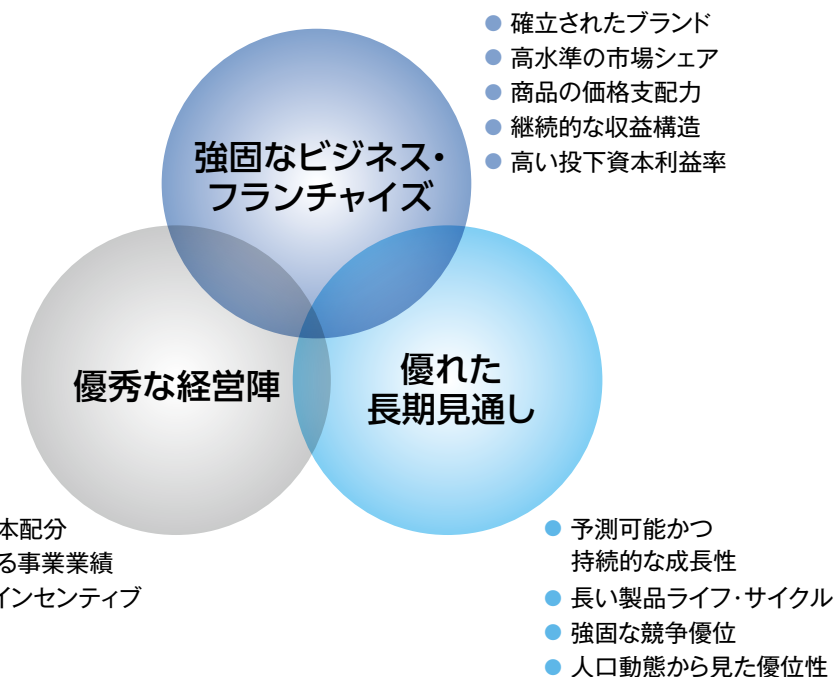 確立されたブランド
高水準の市場シェア
商品の価格支配力
継続的な収益構造
高い投下資本利益率
強固なビジネス・
フランチャイズ
優秀な経営陣
優れた
長期見通し
本配分
る事業業績
インセンティブ
予測可能かつ
持続的な成長性
長い製品ライフ・サイクル
強固な競争優位
人口動態から見た優位性